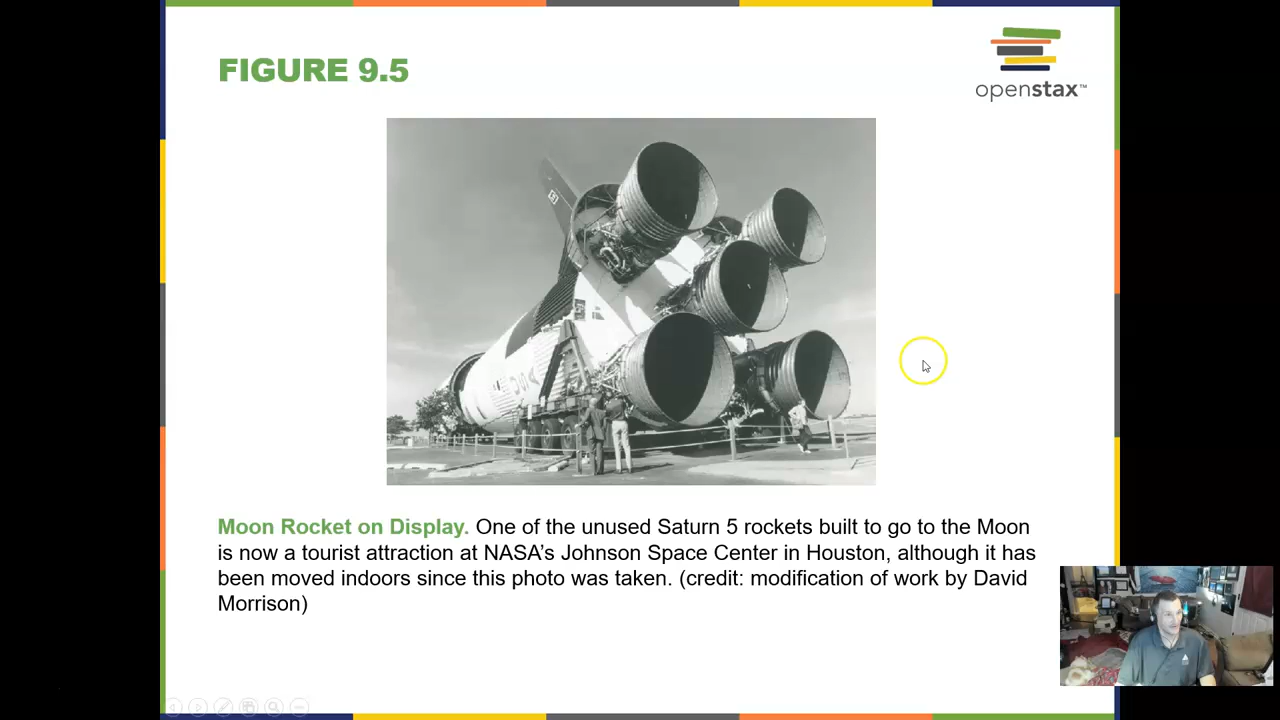 FIGURE 9.5
openstax™
Moon Rocket on Display. One of the unused Saturn 5 rockets built to go to the Moon
is now a tourist attraction at NASA’s Johnson Space Center in Houston, although it has
been moved indoors since this photo was taken. (credit: modification of work by David
Morrison)